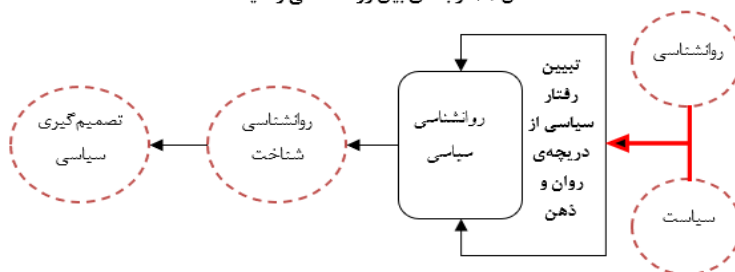 روانشناسی
سیاست
تبیین
رفتار
سیاسی از
دریچه‌ی
روان و
ذهن
روانشناسی
سیاسی
روانشناسی
شناخت
تصمیم‌گیری
سیاسی